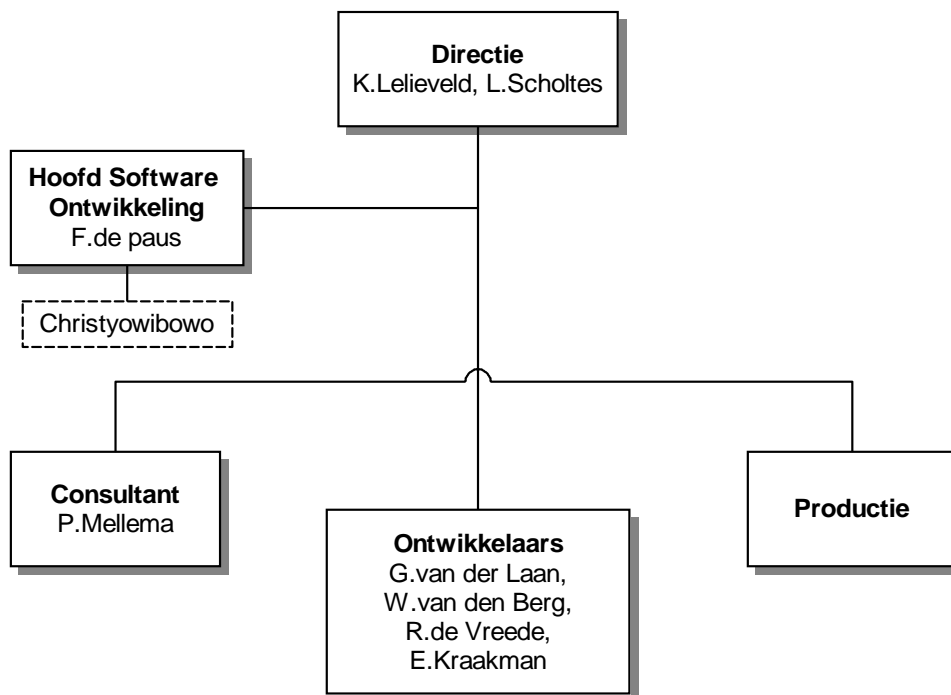 Directie
K.Lelieveld, L.Scholtes
Hoofd Software
Ontwikkeling
F.de paus
Christyowibowo
Consultant
P.Mellema
Ontwikkelaars
G.van der Laan,
W.van den Berg,
R.de Vreede,
E.Kraakman
Productie